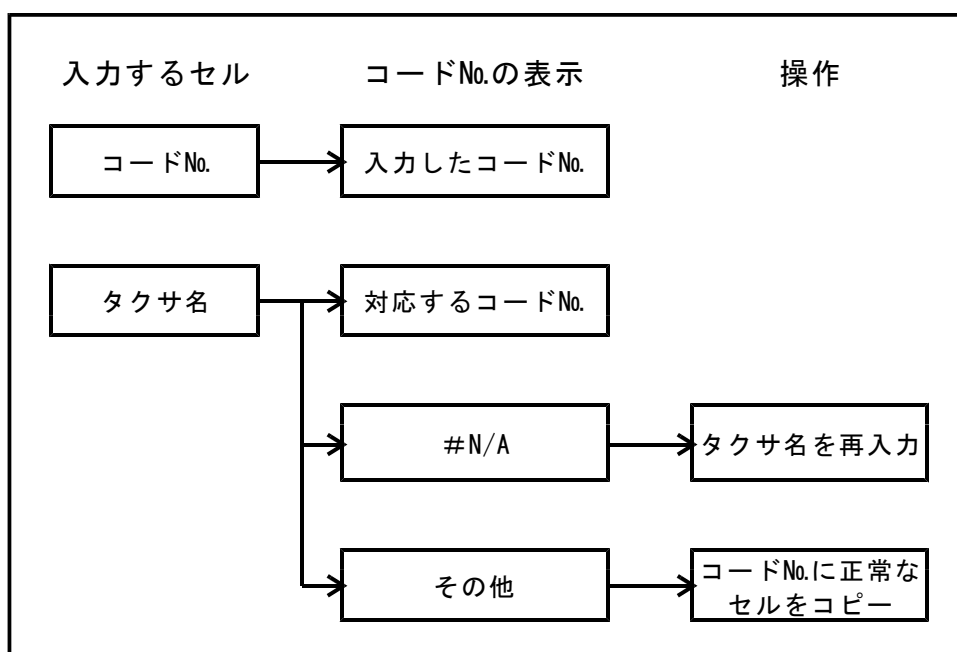 入力するセル
コード№の表示
操作
コード№
入力したコード№
タクサ名
対応するコード№
＃N/A
タクサ名を再入力
その他
コード№に正常な
セルをコピー